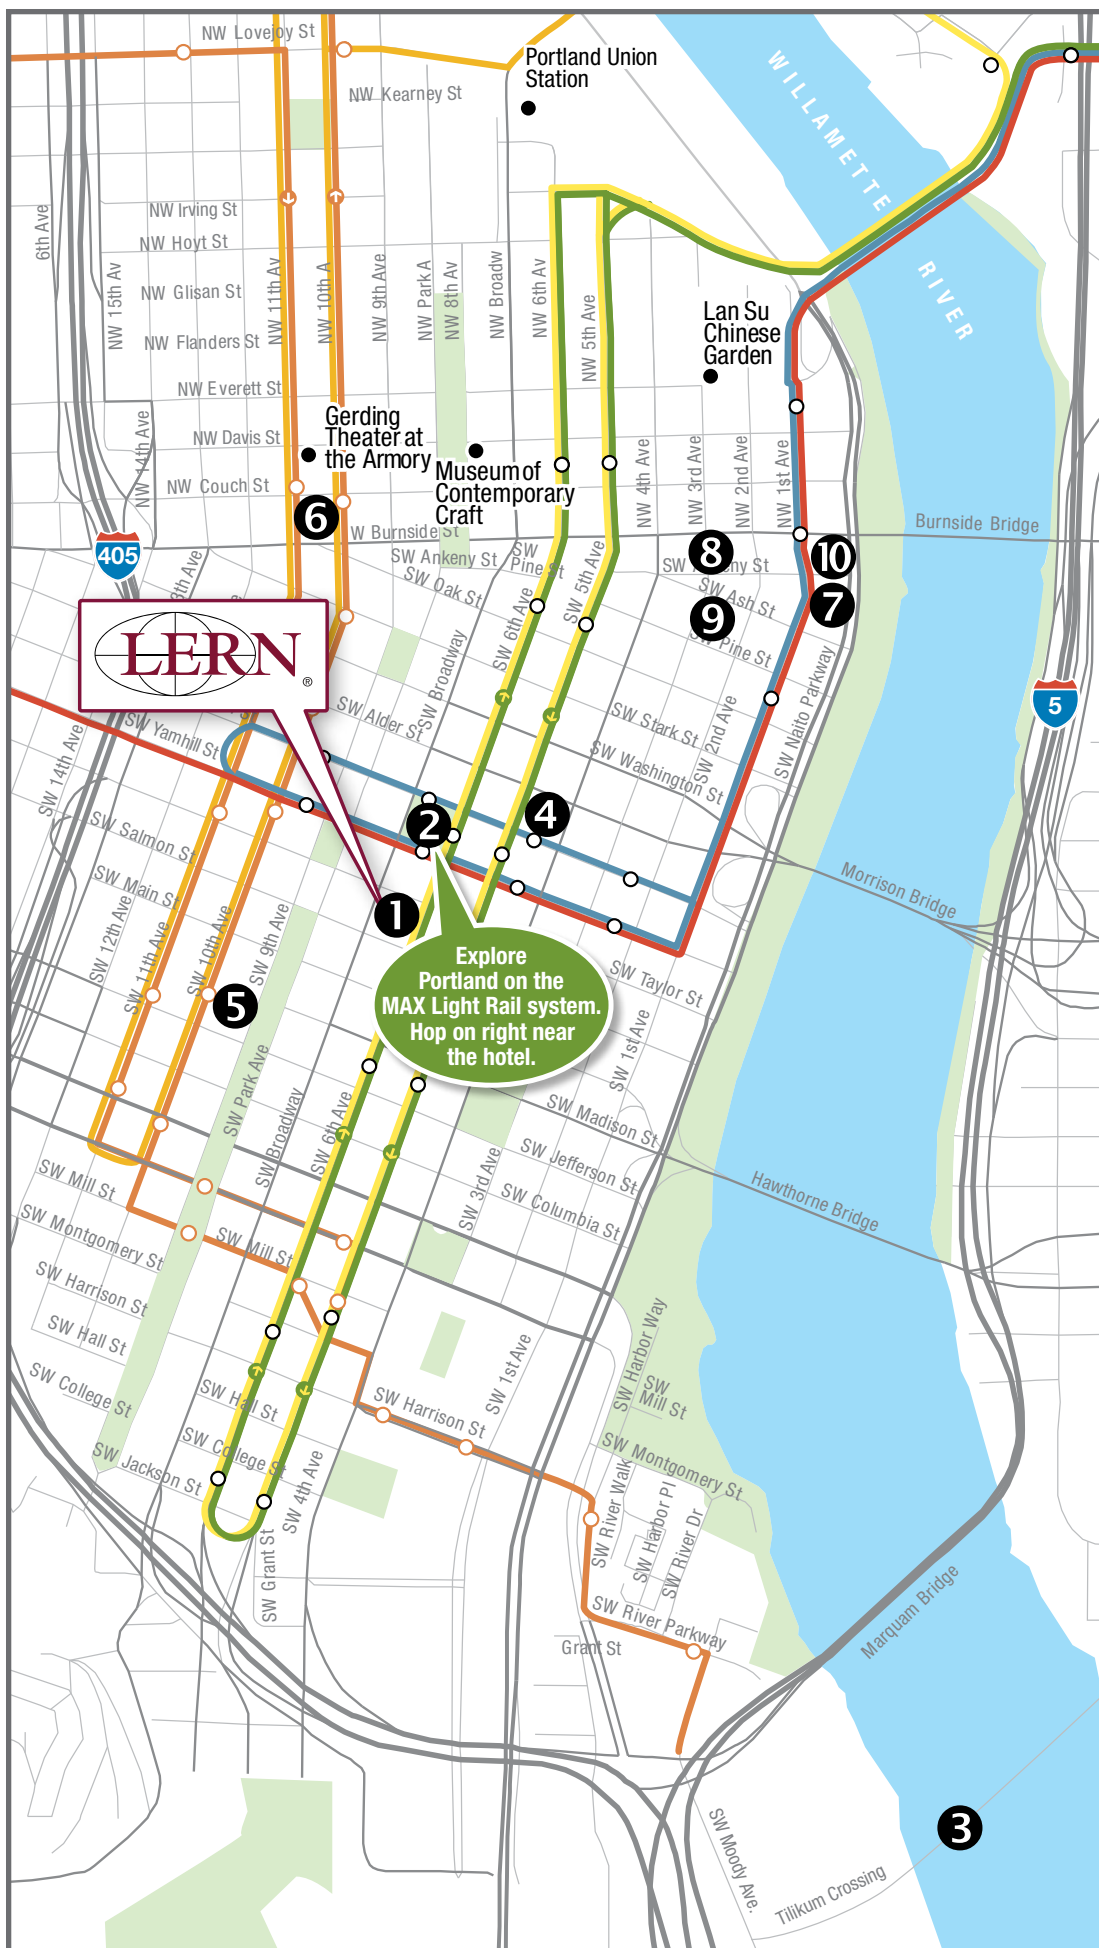 NW Lovejoy St
Portland Union
Station
NW Kearney St
WILLAMETTE
RIVER
6th Ave
NW Irving St
NW Hoyt St
NW 15th Av
NW Glisan St
NW 11th Av
NW 10th A
NW 9th Ave
NW Park A
NW 8th Av
NW Broadw
NW 6th Av
NW 5th Ave
Lan Su
Chinese
Garden
NW Flanders St
NW Everett St
NW 14th Ave
NW Davis St
Gerding
Theater at
the Armory
Museum of
Contemporary
Craft
NW 4th Ave
NW 3rd Ave
NW 2nd Ave
NW 1st Ave
NW Couch St
6
W Burnside St
Burnside Bridge
405
SW Ankeny St
SW
Pine St
8
10
SW Oak St
SW 5th Ave
SW Ash St
9
7
SW Pine St
LERN
®
SW 6th Ave
SW Broadway
SW Alder St
SW Stark St
SW 2nd Ave
SW Naito Parkway
5
SW Yamhill St
SW 14th Ave
SW Washington St
SW Salmon St
2
4
Morrison Bridge
SW Main St
1
SW 12th Ave
SW 11th Ave
SW 10th Ave
SW 9th Ave
Explore
Portland on the
MAX Light Rail system.
Hop on right near
the hotel.
SW Taylor St
5
SW 1st Ave
SW Park Ave
SW Broadway
SW 6th Ave
SW Madison St
SW Jefferson St
SW Columbia St
SW 3rd Ave
Hawthorne Bridge
SW Mill St
SW Montgomery St
SW Mill St
SW Harrison St
SW Hall St
SW College St
SW Hall St
SW Harrison St
SW 1st Ave
SW Harbor Way
SW
Mill St
SW Jackson St
SW College St
SW 4th Ave
SW Montgomery St
SW River Walk
SW Harbor Pl
SW River Dr
SW Grant St
SW River Parkway
Grant St
Marquam Bridge
SW Moody Ave.
3
Tilikum Crossing